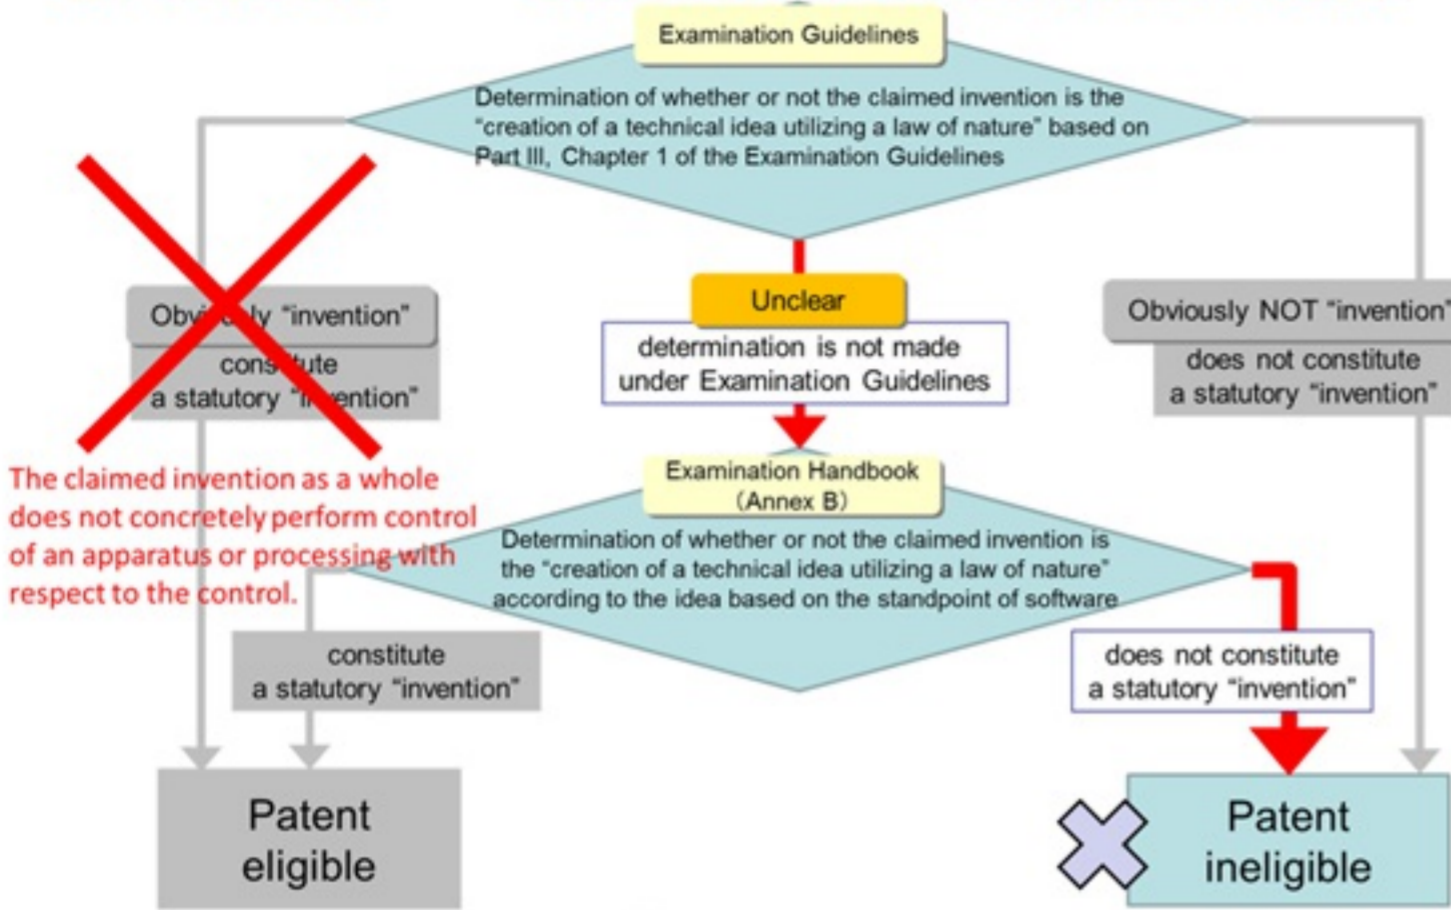 Examination Guidelines
Determination of whether or not the claimed invention is the
“creation of a technical idea utilizing a law of nature” based on
Part III, Chapter 1 of the Examination Guidelines
Obviously “invention”
constitute
a statutory “invention”
Unclear
determination is not made
under Examination Guidelines
Obviously NOT “invention”
does not constitute
a statutory “invention”
The claimed invention as a whole
does not concretely perform control
of an apparatus or processing with
respect to the control.
Examination Handbook
(Annex B)
Determination of whether or not the claimed invention is
the “creation of a technical idea utilizing a law of nature”
according to the idea based on the standpoint of software
constitute
a statutory “invention”
does not constitute
a statutory “invention”
Patent
eligible
Patent
ineligible